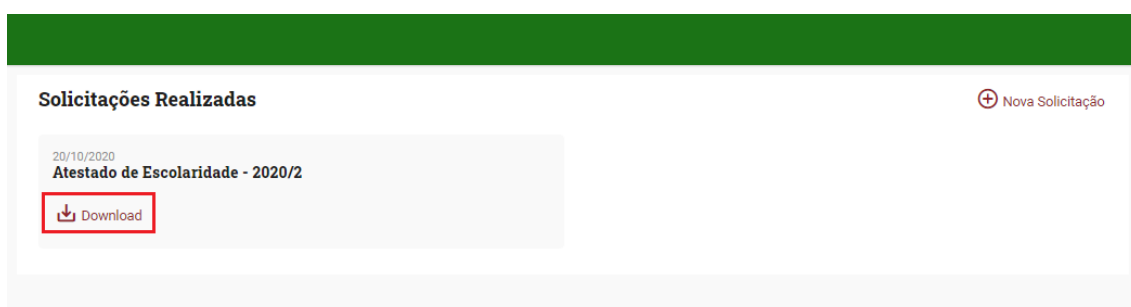 Solicitações Realizadas
Nova Solicitação
20/10/2020
Atestado de Escolaridade - 2020/2
Download